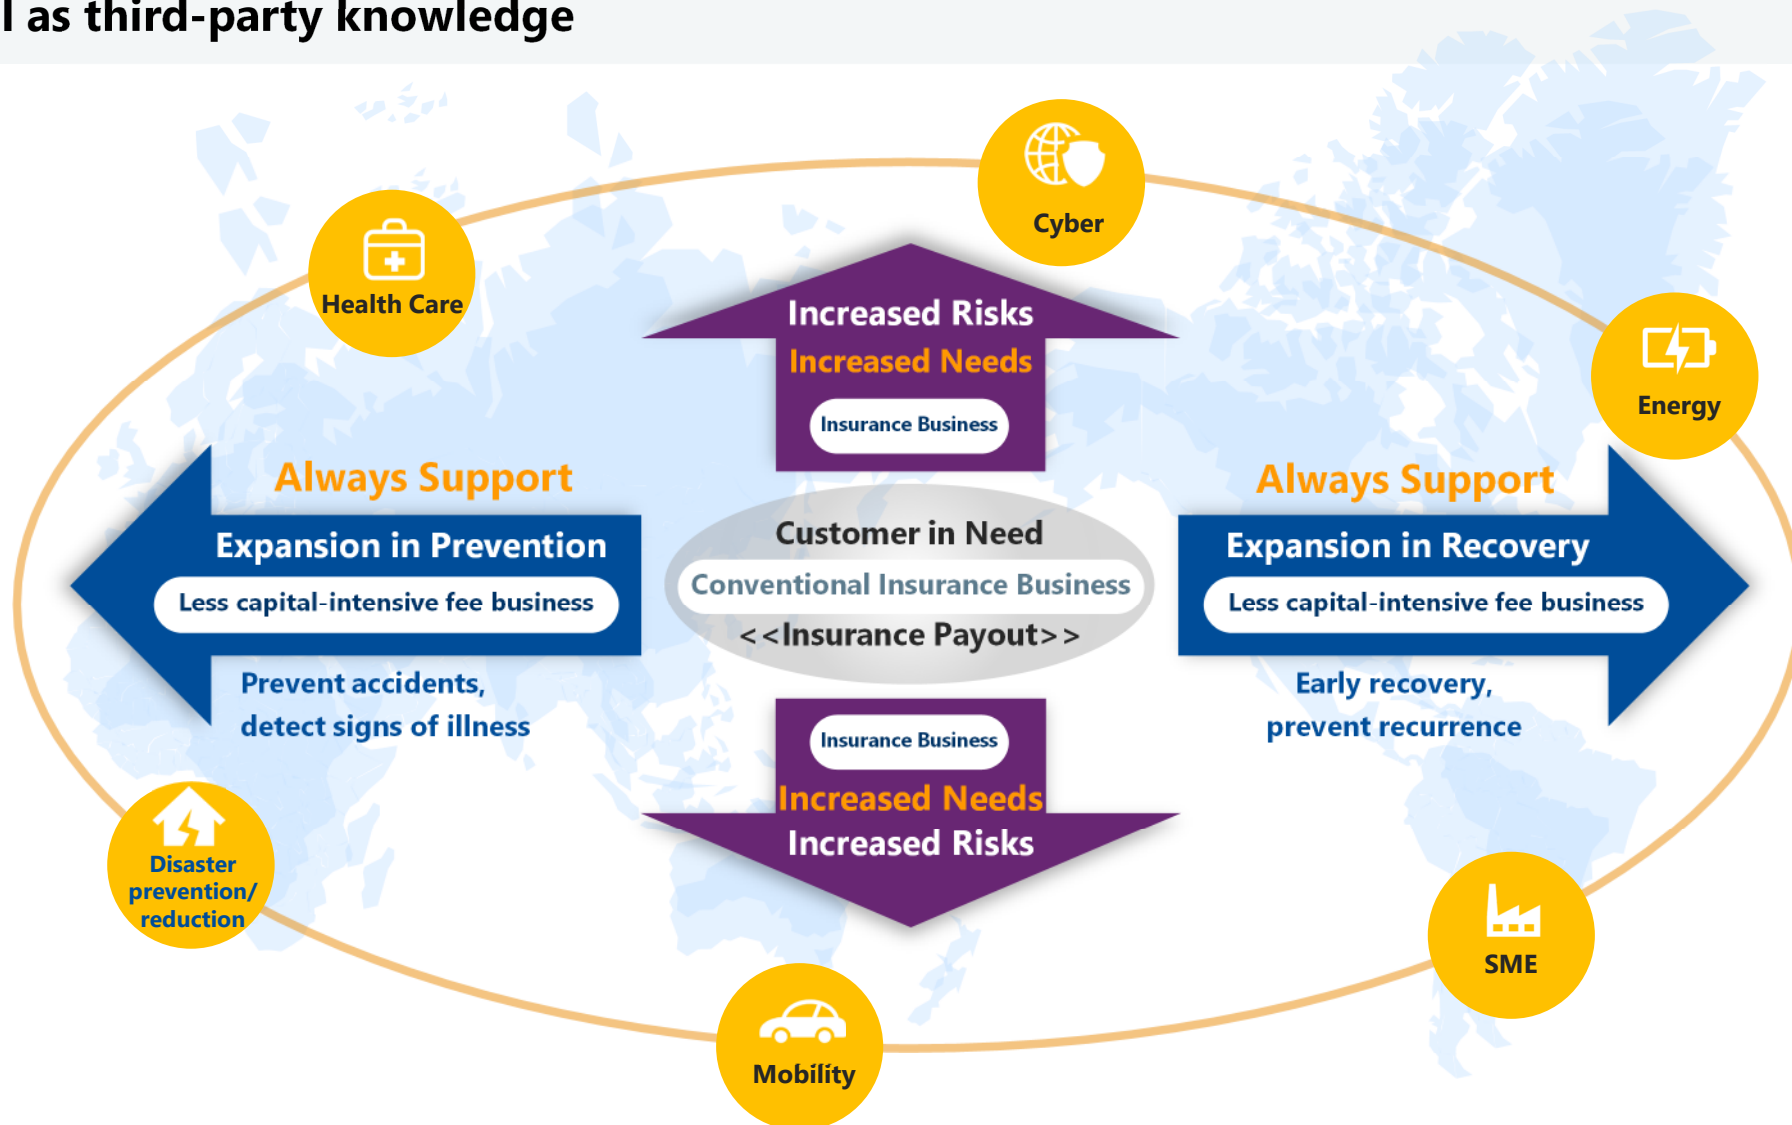 l as third-party knowledge
Cyber
Health Care
Increased Risks
Increased Needs
Insurance Business
Energy
Always Support
Expansion in Prevention
Less capital-intensive fee business
Prevent accidents,
detect signs of illness
Customer in Need
Conventional Insurance Business
<<Insurance Payout>>
Always Support
Expansion in Recovery
Less capital-intensive fee business
Early recovery,
prevent recurrence
Insurance Business
Increased Needs
Increased Risks
Disaster
prevention/
reduction
SME
Mobility